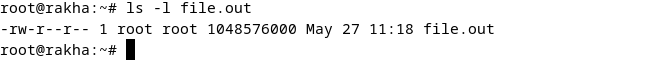 root@rakha:~# ls -l file.out
-rw-r--r-- 1 root root 1048576000 May 27 11:18 file.out
root@rakha:~#